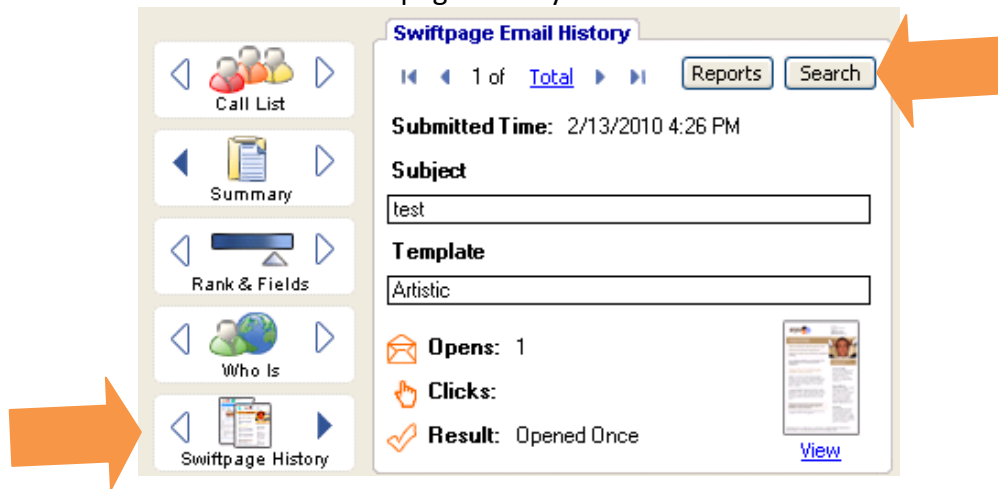 Swiftpage Email History
1 of Total
Reports
Search
Call List
Submitted Time: 2/13/2010 4:26 PM
Summary
Subject
test
Template
Rank & Fields
Artistic
Opens: 1
Who Is
Clicks:
Result: Opened Once
View
Swiftpage History